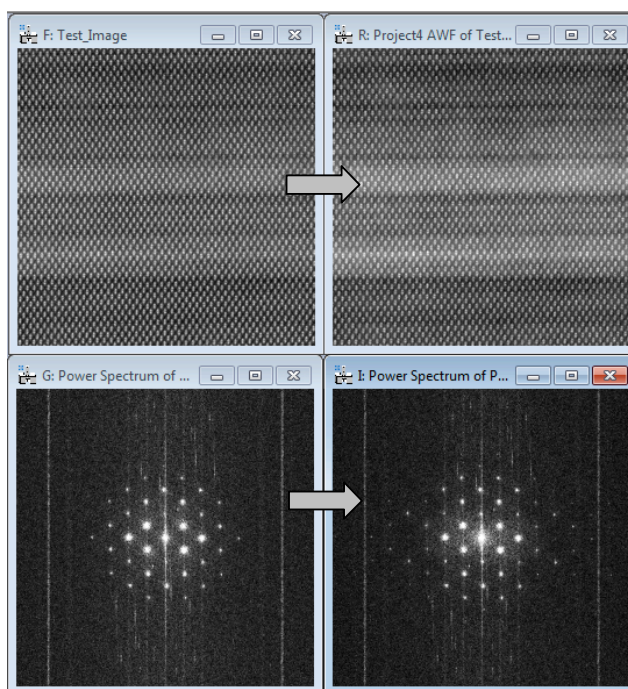 F: Test_Image
R: Project4 AWF of Test...
G: Power Spectrum of ...
I: Power Spectrum of P...